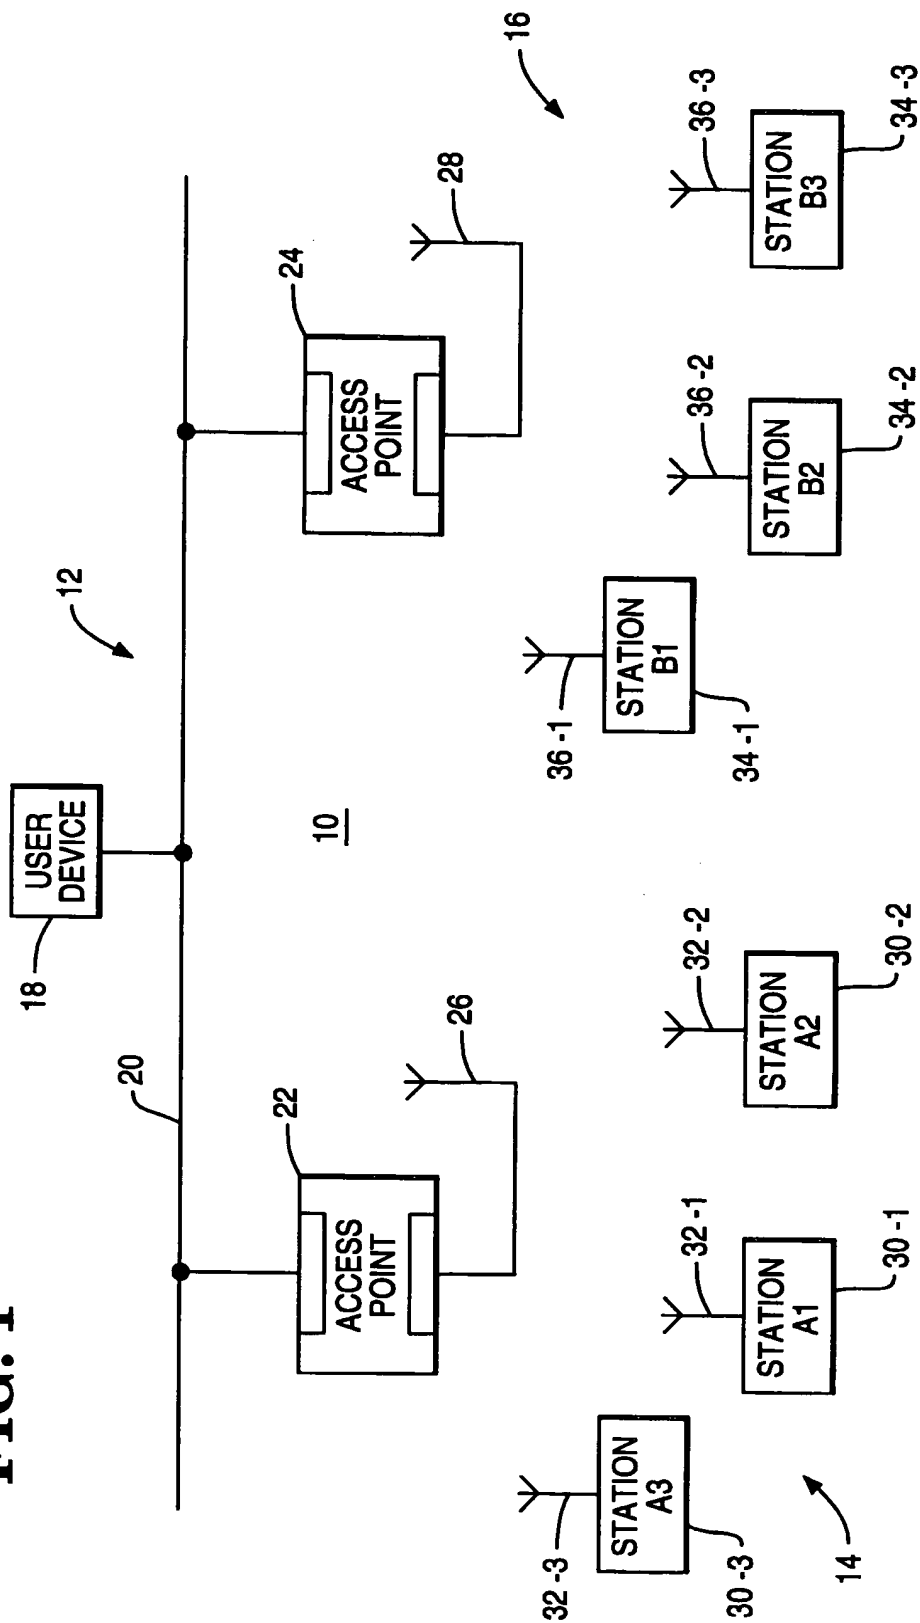 FIG. 1
16
12
USER
DEVICE
18
20
10
24
28
ACCESS
POINT
22
26
ACCESS
POINT
36-3
STATION
B3
34-3
36-2
STATION
B2
34-2
36-1
STATION
B1
34-1
32-2
STATION
A2
30-2
32-1
STATION
A1
30-1
32-3
STATION
A3
30-3
14